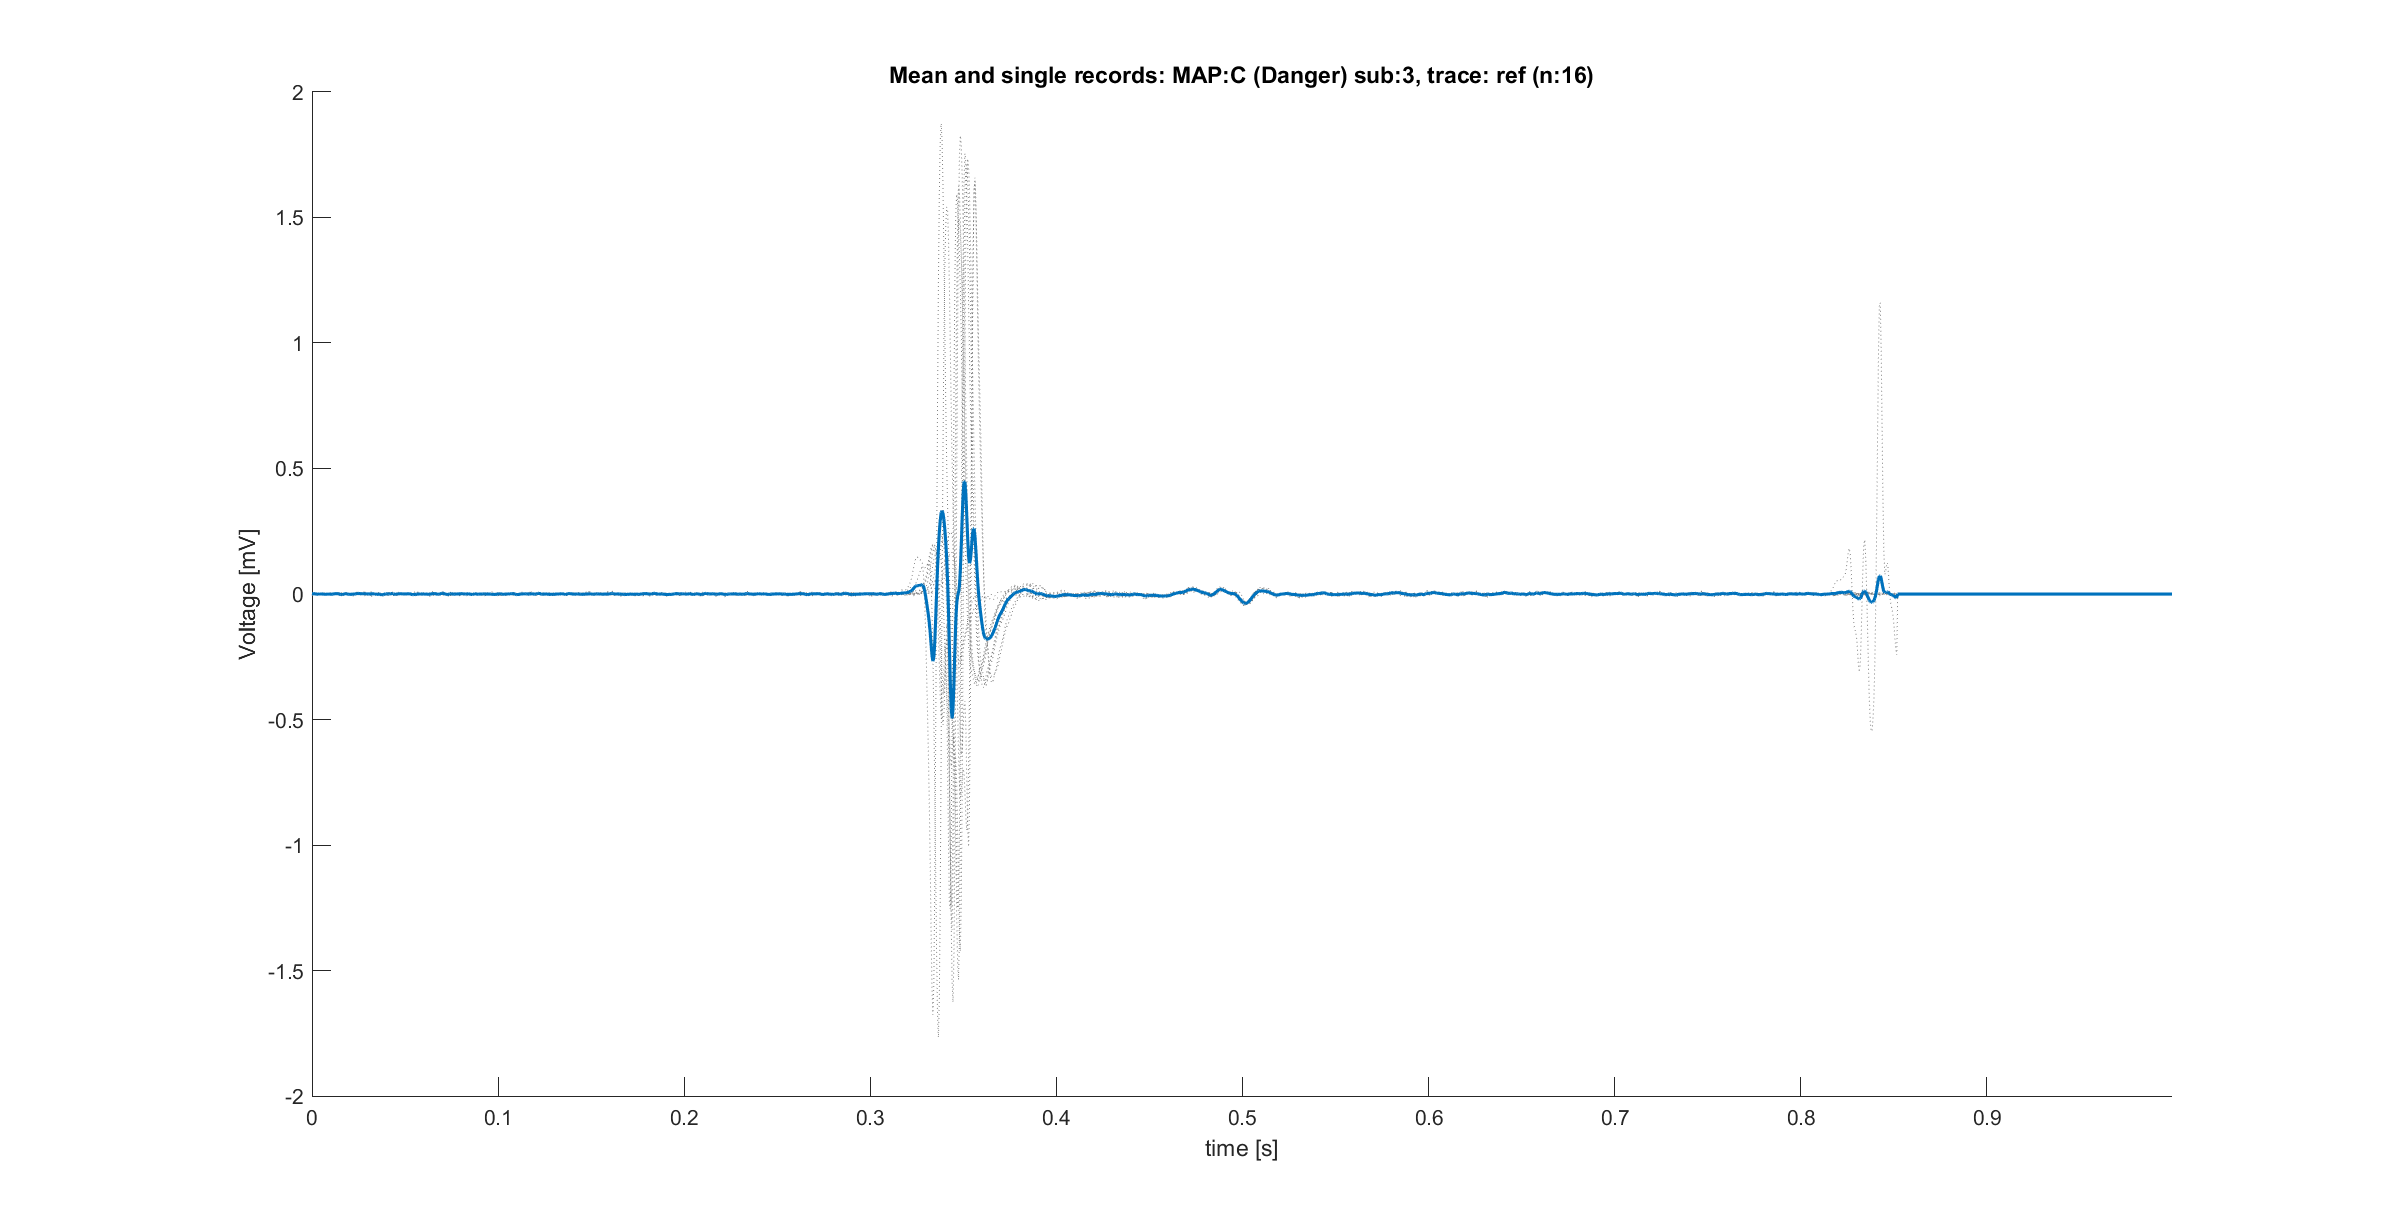 Mean and single records: MAP:C (Danger) sub:3, trace: ref (n:16)
2
1.5
1
0.5
0
-0.5
-1
-1.5
-2
Voltage [mV]
0 0.1 0.2 0.3 0.4 0.5 0.6 0.7 0.8 0.9
time [s]